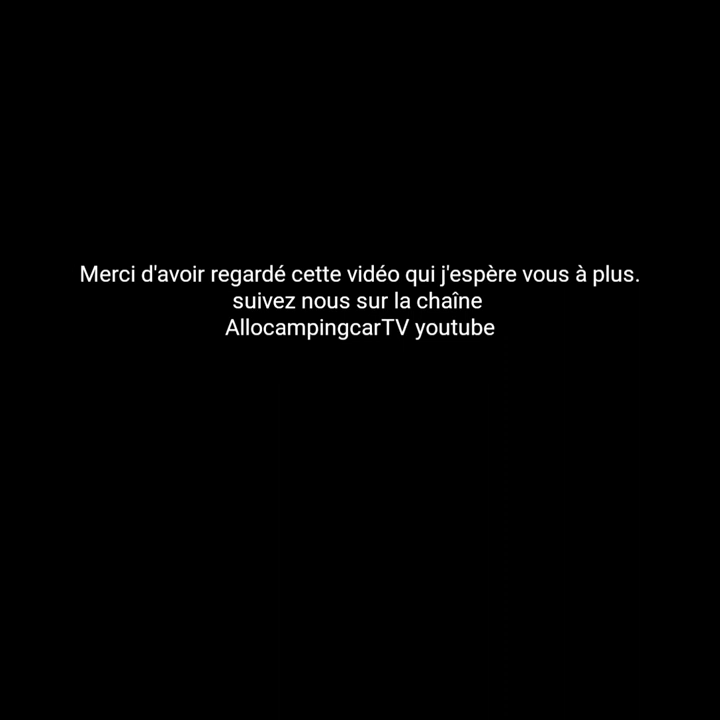 Merci d'avoir regardé cette vidéo qui j'espère vous à plus.
suivez nous sur la chaîne
AllocampingcarTV youtube